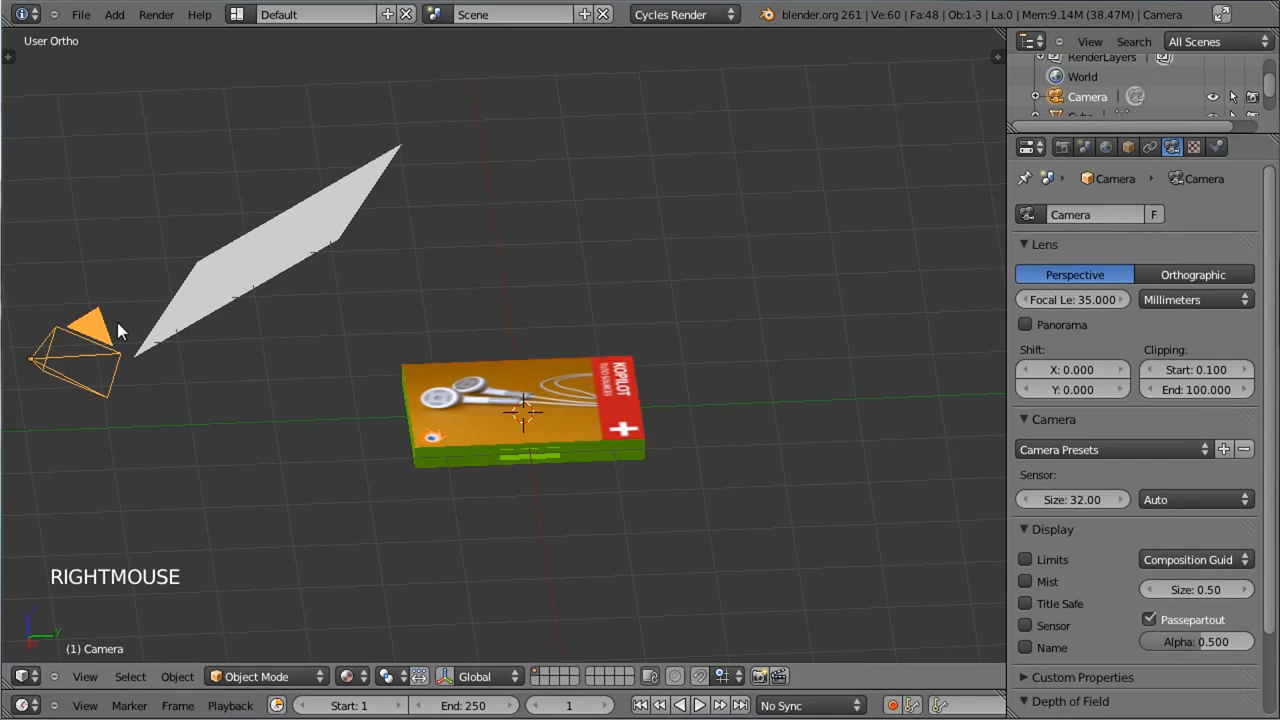 File Add Render Help Default Scene Cycles Render blender.org 261 | Ve:60 | Fa:48 | Ob:1-3 | La:0 | Mem:9.14M (38.47M) | Camera
User Ortho
View Search All Scenes
RenderLayers
World
Camera
Camera Camera
Camera F
Lens
Perspective Orthographic
Focal Le: 35.000 Millimeters
Panorama
Shift: Clipping:
X: 0.000 Start: 0.100
Y: 0.000 End: 100.000
Camera
Camera Presets
Sensor:
Size: 32.00 Auto
Display
Limits Composition Guid
Mist Size: 0.50
Title Safe
Sensor Passepartout
Name Alpha: 0.500
Custom Properties
Depth of Field
KOPILOT
RIGHTMOUSE
z
y
(1) Camera
View Select Object Object Mode Global
View Marker Frame Playback Start: 1 End: 250 1 No Sync